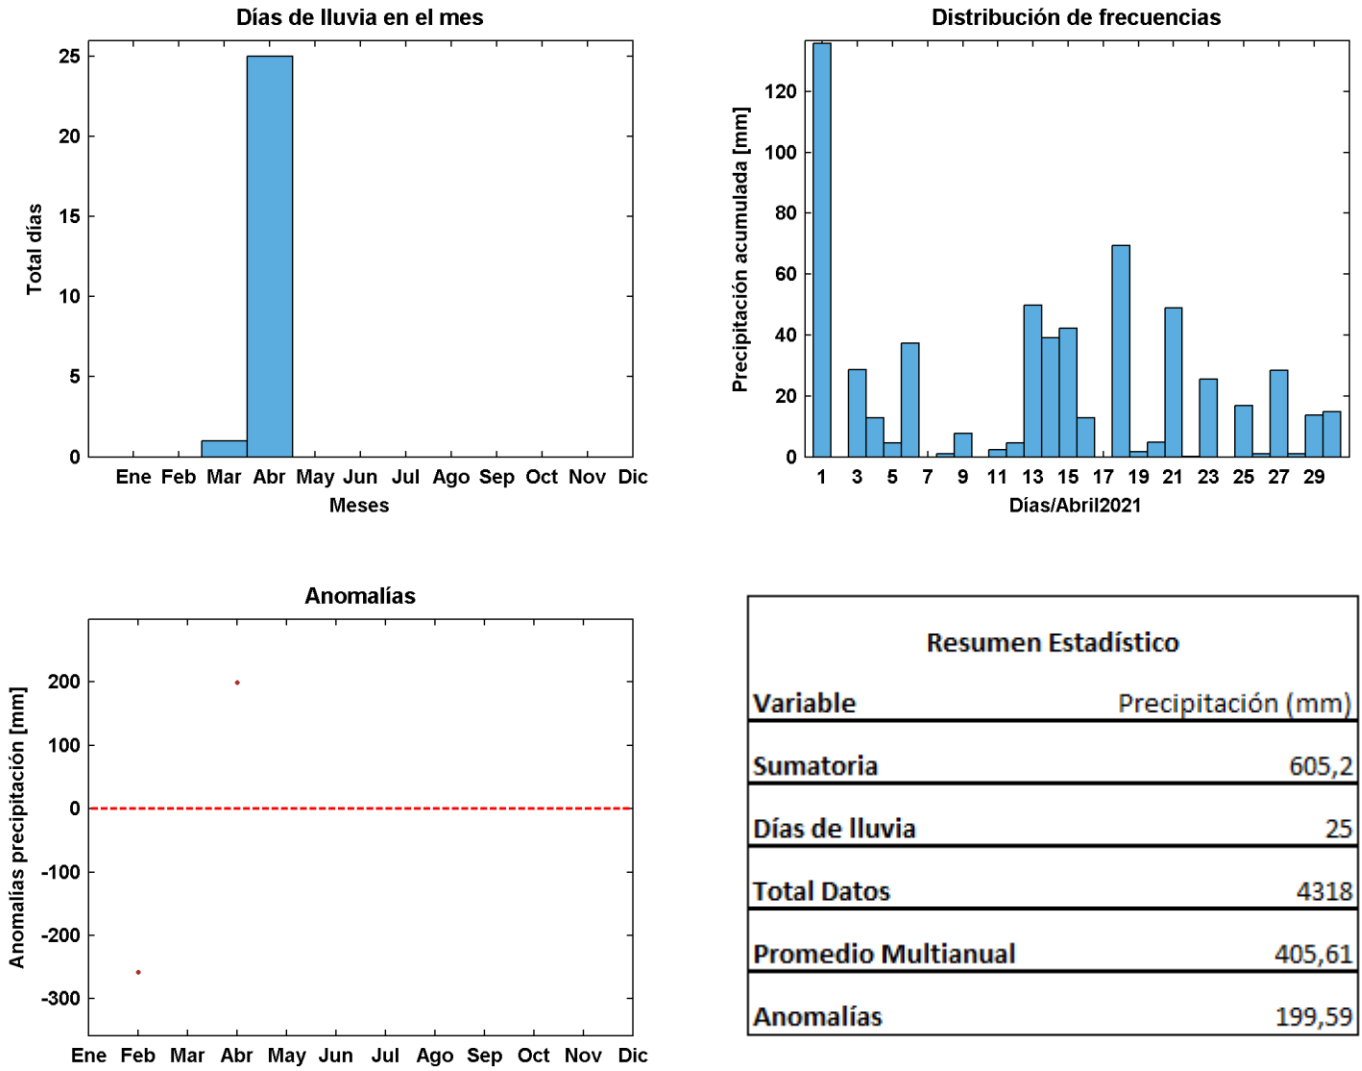 Días de lluvia en el mes
25
20
15
10
5
0
Total días
Ene Feb Mar Abr May Jun Jul Ago Sep Oct Nov Dic
Meses
Distribución de frecuencias
120
100
80
60
40
20
0
Precipitación acumulada [mm]
1 3 5 7 9 11 13 15 17 19 21 23 25 27 29
Días/Abril2021
Anomalías
200
100
0
-100
-200
-300
Anomalías precipitación [mm]
Ene Feb Mar Abr May Jun Jul Ago Sep Oct Nov Dic
Resumen Estadístico
Variable Precipitación (mm)
Sumatoria 605,2
Días de lluvia 25
Total Datos 4318
Promedio Multianual 405,61
Anomalías 199,59